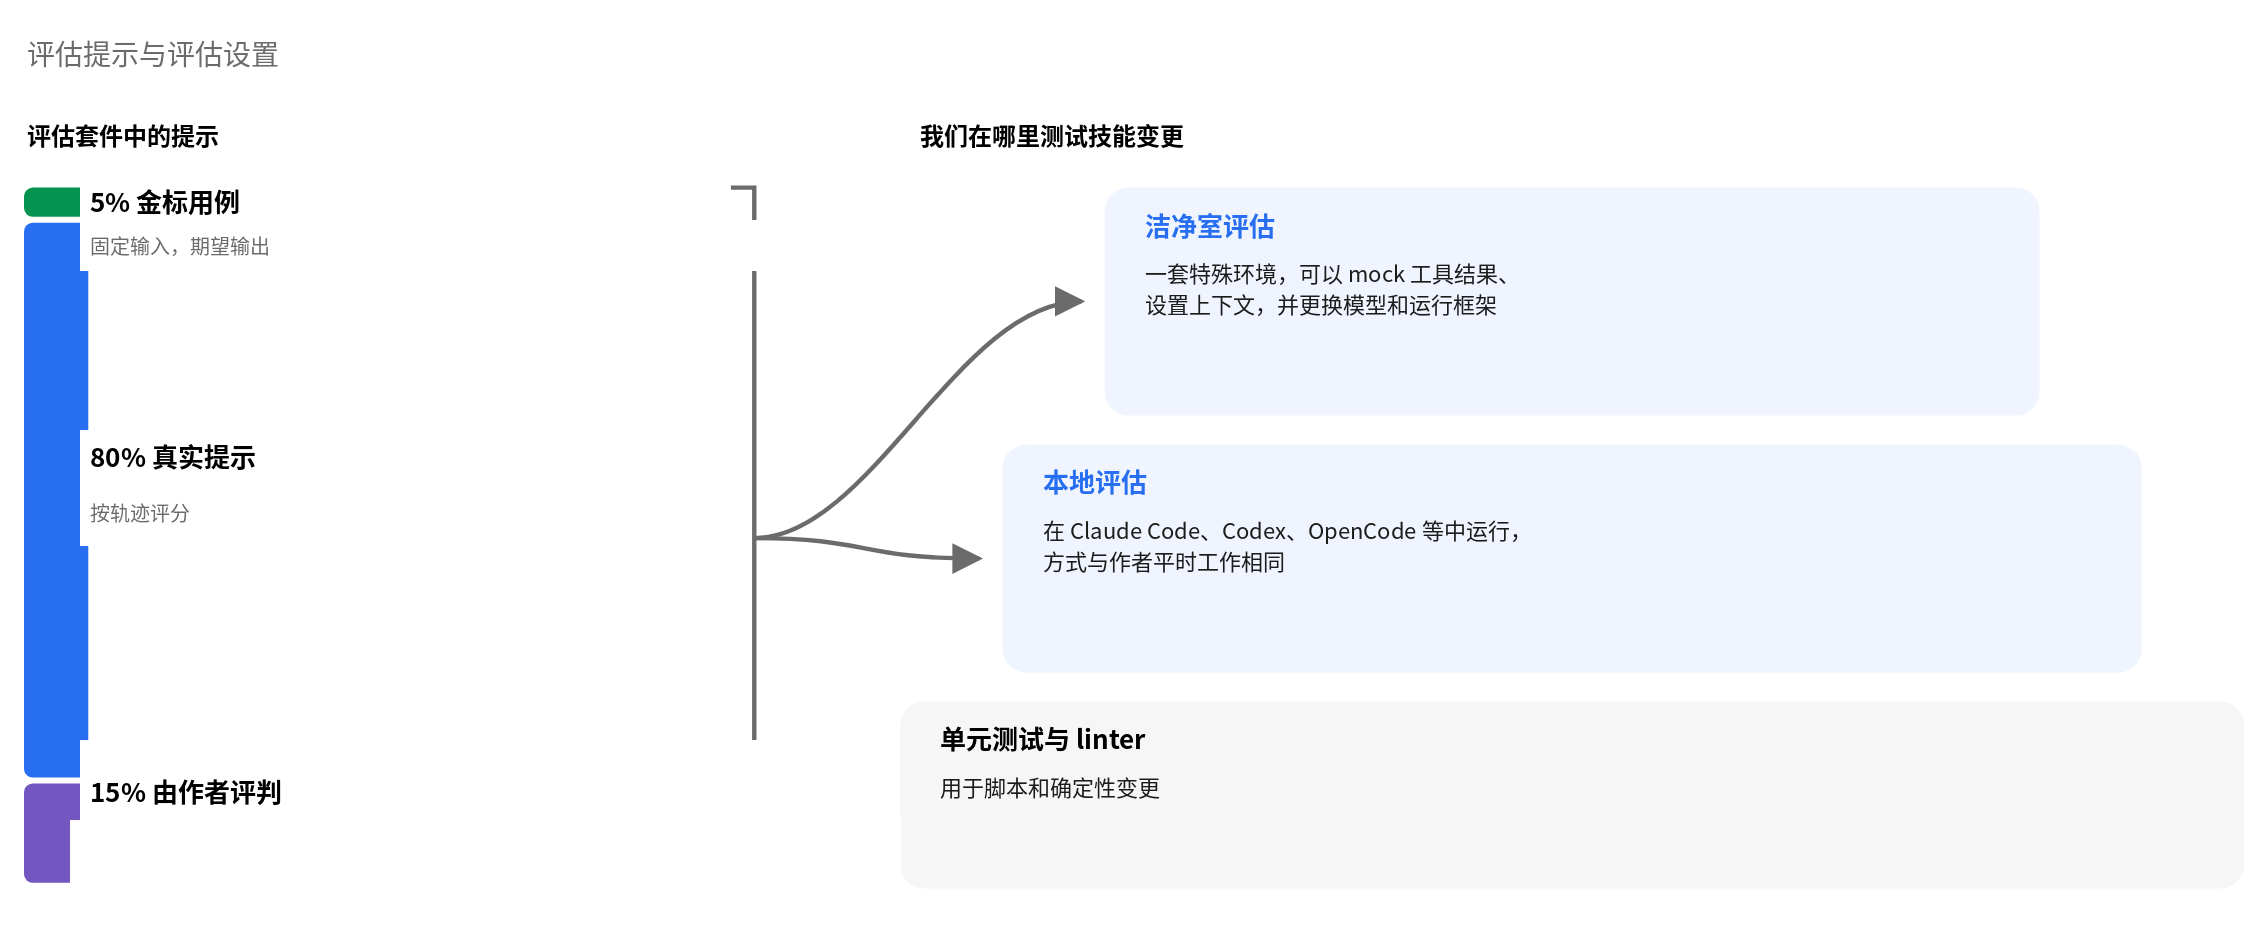 评估提示与评估设置
评估套件中的提示
5% 金标用例
固定输入，期望输出
80% 真实提示
按轨迹评分
15% 由作者评判
我们在哪里测试技能变更
洁净室评估
一套特殊环境，可以 mock 工具结果、
设置上下文，并更换模型和运行框架
本地评估
在 Claude Code、Codex、OpenCode 等中运行，
方式与作者平时工作相同
单元测试与 linter
用于脚本和确定性变更